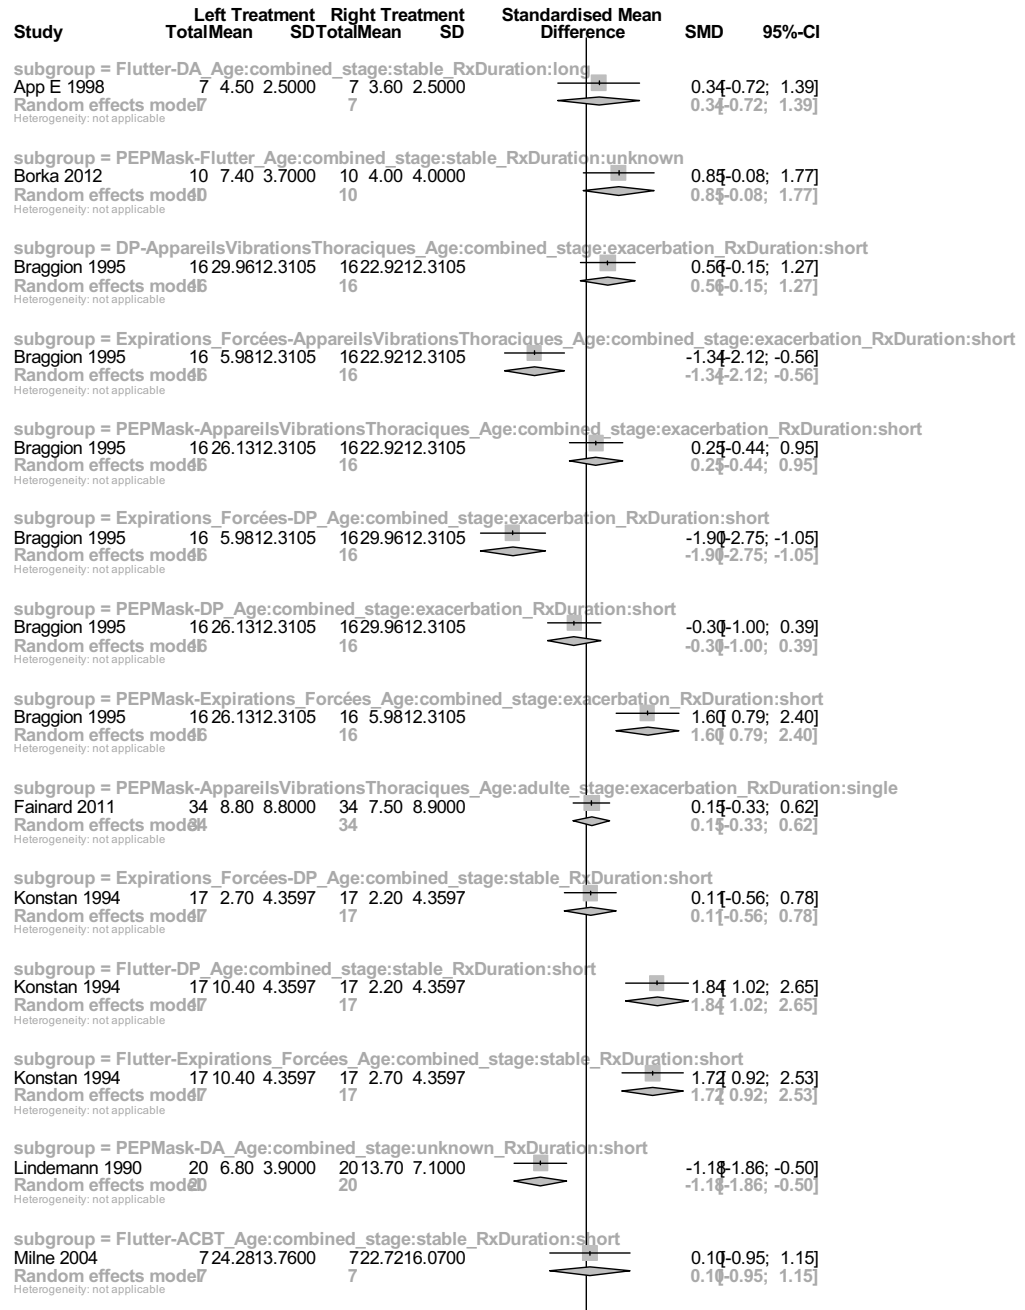 Left Treatment Right Treatment Standardised Mean
Study TotalMean SD TotalMean SD Difference SMD 95%-CI
subgroup = Flutter-DA_Age:combined_stage:stable_RxDuration:long
App E 1998 7 4.50 2.5000 7 3.60 2.5000 0.34 [-0.72; 1.39]
Random effects model 7 7 0.34 [-0.72; 1.39]
Heterogeneity: not applicable
subgroup = PEPMask-Flutter_Age:combined_stage:stable_RxDuration:unknown
Borka 2012 10 7.40 3.7000 10 4.00 4.0000 0.85 [-0.08; 1.77]
Random effects model 10 10 0.85 [-0.08; 1.77]
Heterogeneity: not applicable
subgroup = DP-AppareilsVibrationsThoraciques_Age:combined_stage:exacerbation_RxDuration:short
Braggion 1995 16 29.96 12.3105 16 22.92 12.3105 0.56 [-0.15; 1.27]
Random effects model 16 16 0.56 [-0.15; 1.27]
Heterogeneity: not applicable
subgroup = Expirations_Forcées-AppareilsVibrationsThoraciques_Age:combined_stage:exacerbation_RxDuration:short
Braggion 1995 16 5.98 12.3105 16 22.92 12.3105 -1.34 [-2.12; -0.56]
Random effects model 16 16 -1.34 [-2.12; -0.56]
Heterogeneity: not applicable
subgroup = PEPMask-AppareilsVibrationsThoraciques_Age:combined_stage:exacerbation_RxDuration:short
Braggion 1995 16 26.13 12.3105 16 22.92 12.3105 0.25 [-0.44; 0.95]
Random effects model 16 16 0.25 [-0.44; 0.95]
Heterogeneity: not applicable
subgroup = Expirations_Forcées-DP_Age:combined_stage:exacerbation_RxDuration:short
Braggion 1995 16 5.98 12.3105 16 29.96 12.3105 -1.90 [-2.75; -1.05]
Random effects model 16 16 -1.90 [-2.75; -1.05]
Heterogeneity: not applicable
subgroup = PEPMask-DP_Age:combined_stage:exacerbation_RxDuration:short
Braggion 1995 16 26.13 12.3105 16 29.96 12.3105 -0.30 [-1.00; 0.39]
Random effects model 16 16 -0.30 [-1.00; 0.39]
Heterogeneity: not applicable
subgroup = PEPMask-Expirations_Forcées_Age:combined_stage:exacerbation_RxDuration:short
Braggion 1995 16 26.13 12.3105 16 5.98 12.3105 1.60 [ 0.79; 2.40]
Random effects model 16 16 1.60 [ 0.79; 2.40]
Heterogeneity: not applicable
subgroup = PEPMask-AppareilsVibrationsThoraciques_Age:adulte_stage:exacerbation_RxDuration:single
Fainard 2011 34 8.80 8.8000 34 7.50 8.9000 0.15 [-0.33; 0.62]
Random effects model 34 34 0.15 [-0.33; 0.62]
Heterogeneity: not applicable
subgroup = Expirations_Forcées-DP_Age:combined_stage:stable_RxDuration:short
Konstan 1994 17 2.70 4.3597 17 2.20 4.3597 0.11 [-0.56; 0.78]
Random effects model 17 17 0.11 [-0.56; 0.78]
Heterogeneity: not applicable
subgroup = Flutter-DP_Age:combined_stage:stable_RxDuration:short
Konstan 1994 17 10.40 4.3597 17 2.20 4.3597 1.84 [ 1.02; 2.65]
Random effects model 17 17 1.84 [ 1.02; 2.65]
Heterogeneity: not applicable
subgroup = Flutter-Expirations_Forcées_Age:combined_stage:stable_RxDuration:short
Konstan 1994 17 10.40 4.3597 17 2.70 4.3597 1.72 [ 0.92; 2.53]
Random effects model 17 17 1.72 [ 0.92; 2.53]
Heterogeneity: not applicable
subgroup = PEPMask-DA_Age:combined_stage:unknown_RxDuration:short
Lindemann 1990 20 6.80 3.9000 20 13.70 7.1000 -1.18 [-1.86; -0.50]
Random effects model 20 20 -1.18 [-1.86; -0.50]
Heterogeneity: not applicable
subgroup = Flutter-ACBT_Age:combined_stage:stable_RxDuration:short
Milne 2004 7 24.28 13.7600 7 22.72 16.0700 0.10 [-0.95; 1.15]
Random effects model 7 7 0.10 [-0.95; 1.15]
Heterogeneity: not applicable